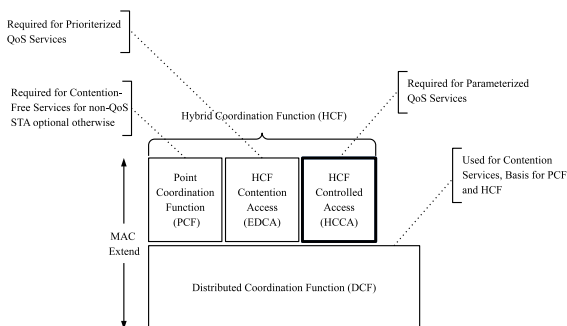 Required for Prioriterized
QoS Services
Required for Contention-
Free Services for non-QoS
STA optional otherwise
Hybrid Coordination Function (HCF)
Required for Parameterized
QoS Services
Used for Contention
Services, Basis for PCF
and HCF
Point
Coordination
Function
(PCF)
HCF
Contention
Access
(EDCA)
HCF
Controlled
Access
(HCCA)
MAC
Extend
Distributed Coordination Function (DCF)